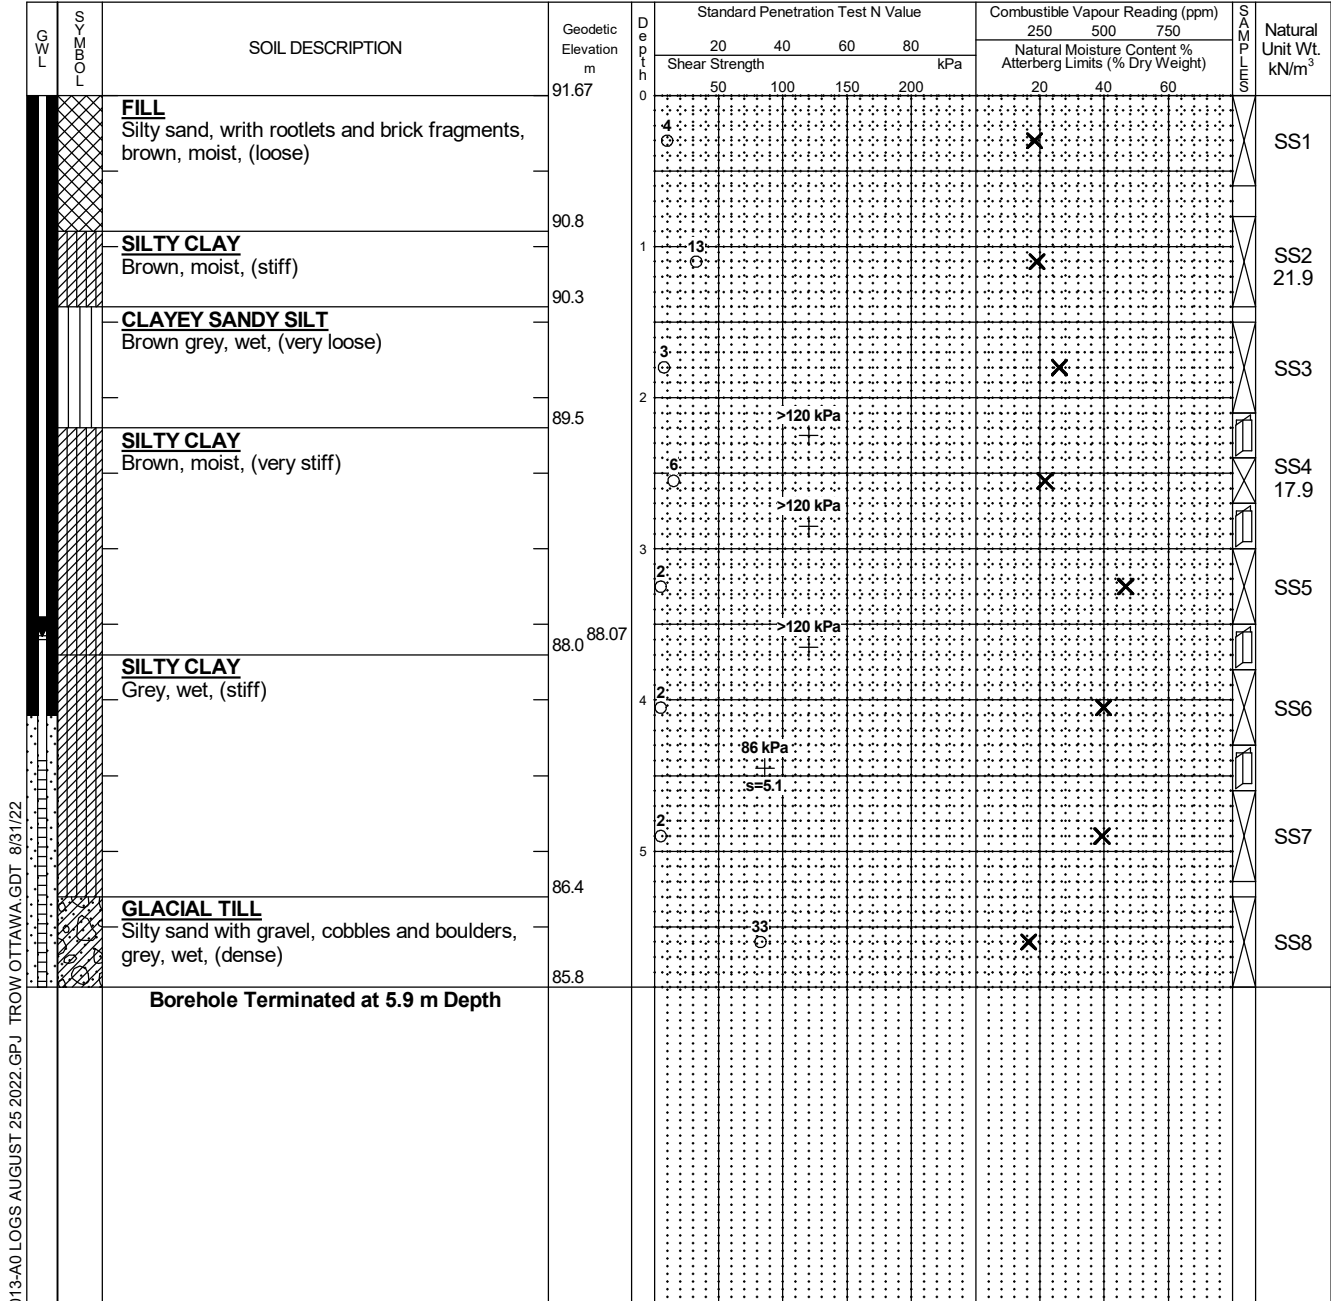 GWL
SYMBOL
SOIL DESCRIPTION
Geodetic
Elevation
m
91.67
Depth
Standard Penetration Test N Value
20 40 60 80
Shear Strength kPa
50 100 150 200
Combustible Vapour Reading (ppm)
250 500 750
Natural Moisture Content %
Atterberg Limits (% Dry Weight)
20 40 60
SAMPLES
Natural
Unit Wt.
kN/m³
0
FILL
Silty sand, writh rootlets and brick fragments,
brown, moist, (loose)
4
SS1
90.8
SILTY CLAY
Brown, moist, (stiff)
1
13
SS2
21.9
90.3
CLAYEY SANDY SILT
Brown grey, wet, (very loose)
3
SS3
2
89.5
>120 kPa
SILTY CLAY
Brown, moist, (very stiff)
6
SS4
17.9
>120 kPa
3
2
SS5
>120 kPa
88.0 88.07
SILTY CLAY
Grey, wet, (stiff)
4
2
SS6
86 kPa
s=5.1
2
SS7
5
86.4
GLACIAL TILL
Silty sand with gravel, cobbles and boulders,
grey, wet, (dense)
33
SS8
85.8
Borehole Terminated at 5.9 m Depth
013-A0 LOGS AUGUST 25 2022.GPJ TROW OTTAWA.GDT 8/31/22